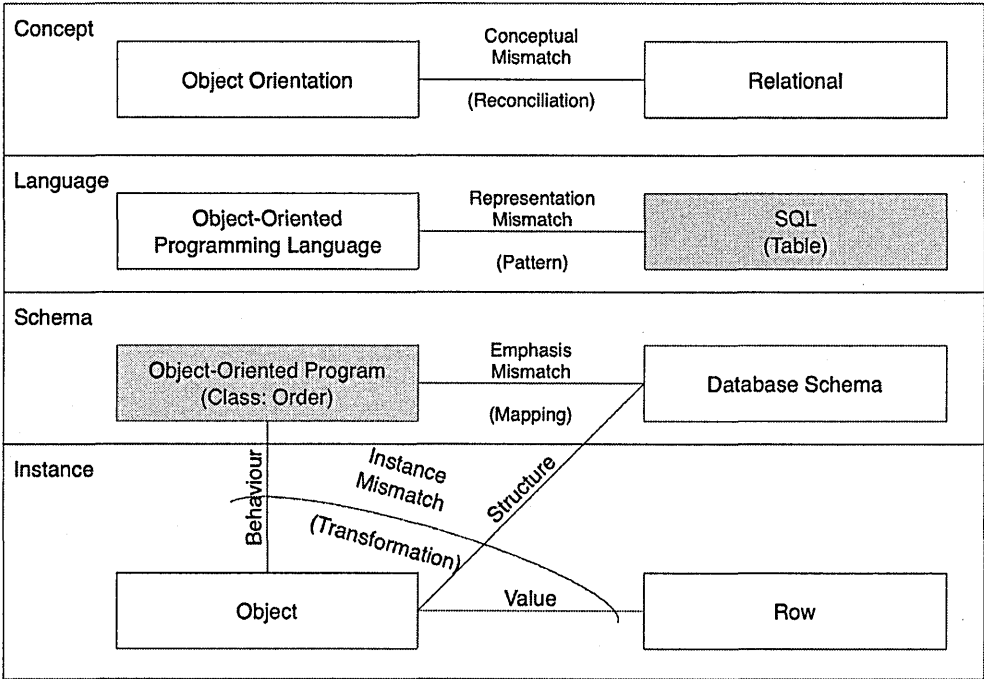 Concept
Object Orientation
Conceptual
Mismatch
(Reconciliation)
Relational
Language
Object-Oriented
Programming Language
Representation
Mismatch
(Pattern)
SQL
(Table)
Schema
Object-Oriented Program
(Class: Order)
Emphasis
Mismatch
(Mapping)
Database Schema
Instance
Behaviour
Instance
Mismatch
(Transformation)
Structure
Object
Value
Row